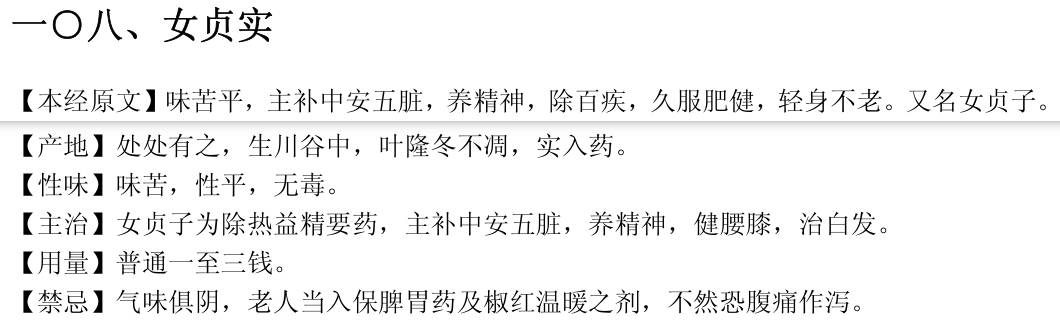 一〇八、女贞实
【本经原文】味苦平，主补中安五脏，养精神，除百疾，久服肥健，轻身不老。又名女贞子。
【产地】处处有之，生川谷中，叶隆冬不凋，实入药。
【性味】味苦，性平，无毒。
【主治】女贞子为除热益精要药，主补中安五脏，养精神，健腰膝，治白发。
【用量】普通一至三钱。
【禁忌】气味俱阴，老人当入保脾胃药及椒红温暖之剂，不然恐腹痛作泻。